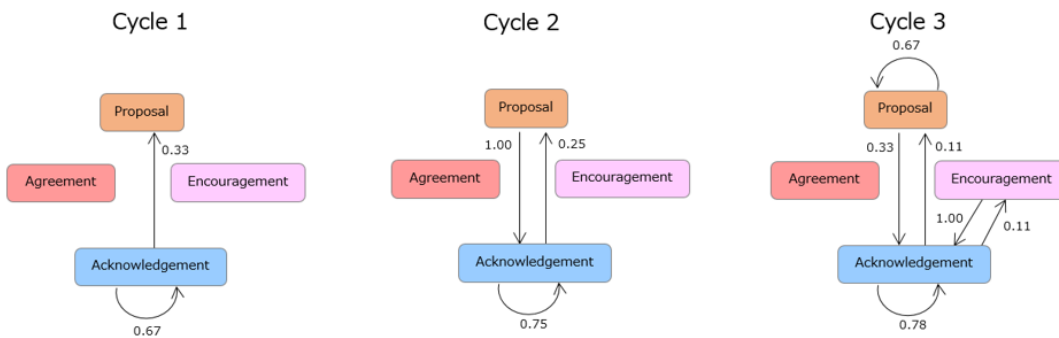 Cycle 1
Proposal
0.33
Agreement
Encouragement
Acknowledgement
0.67
Cycle 2
Proposal
1.00
0.25
Agreement
Encouragement
Acknowledgement
0.75
Cycle 3
0.67
Proposal
0.33
0.11
Agreement
Encouragement
1.00
0.11
Acknowledgement
0.78